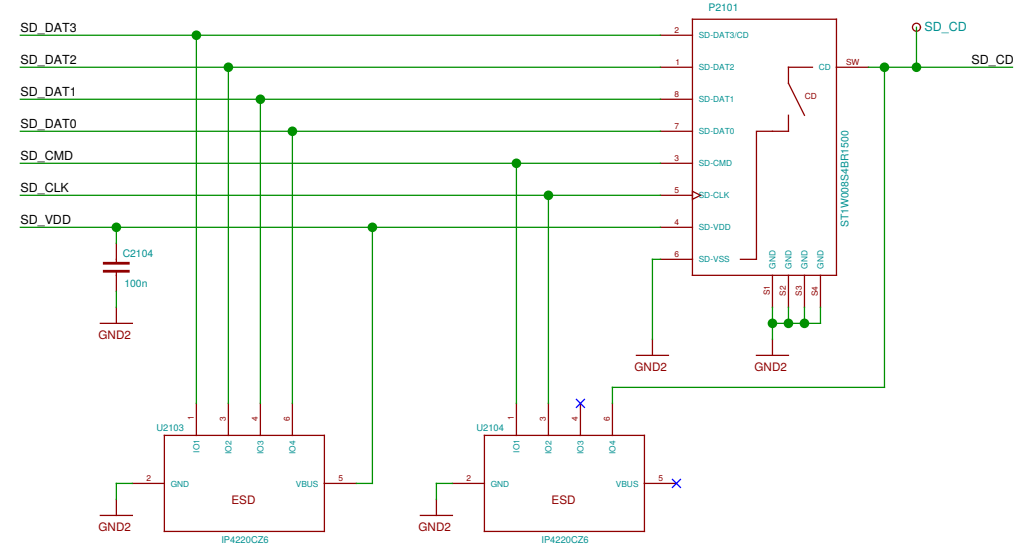 P2101
SD_DAT3
2
SD-DAT3/CD
SD_CD
SD_DAT2
1
SD-DAT2
CD
SW
SD_CD
SD_DAT1
8
SD-DAT1
CD
SD_DAT0
7
SD-DAT0
SD_CMD
3
SD-CMD
SD_CLK
5
SD-CLK
ST1W008S4BR1500
SD_VDD
4
SD-VDD
C2104
100n
GND2
6
SD-VSS
GND
GND
GND
GND
S1
S2
S3
S4
GND2
GND2
U2103
1
3
4
6
IO1
IO2
IO3
IO4
2
GND
VBUS
5
ESD
GND2
IP4220CZ6
U2104
1
3
4
6
IO1
IO2
IO3
IO4
2
GND
VBUS
5
ESD
GND2
IP4220CZ6